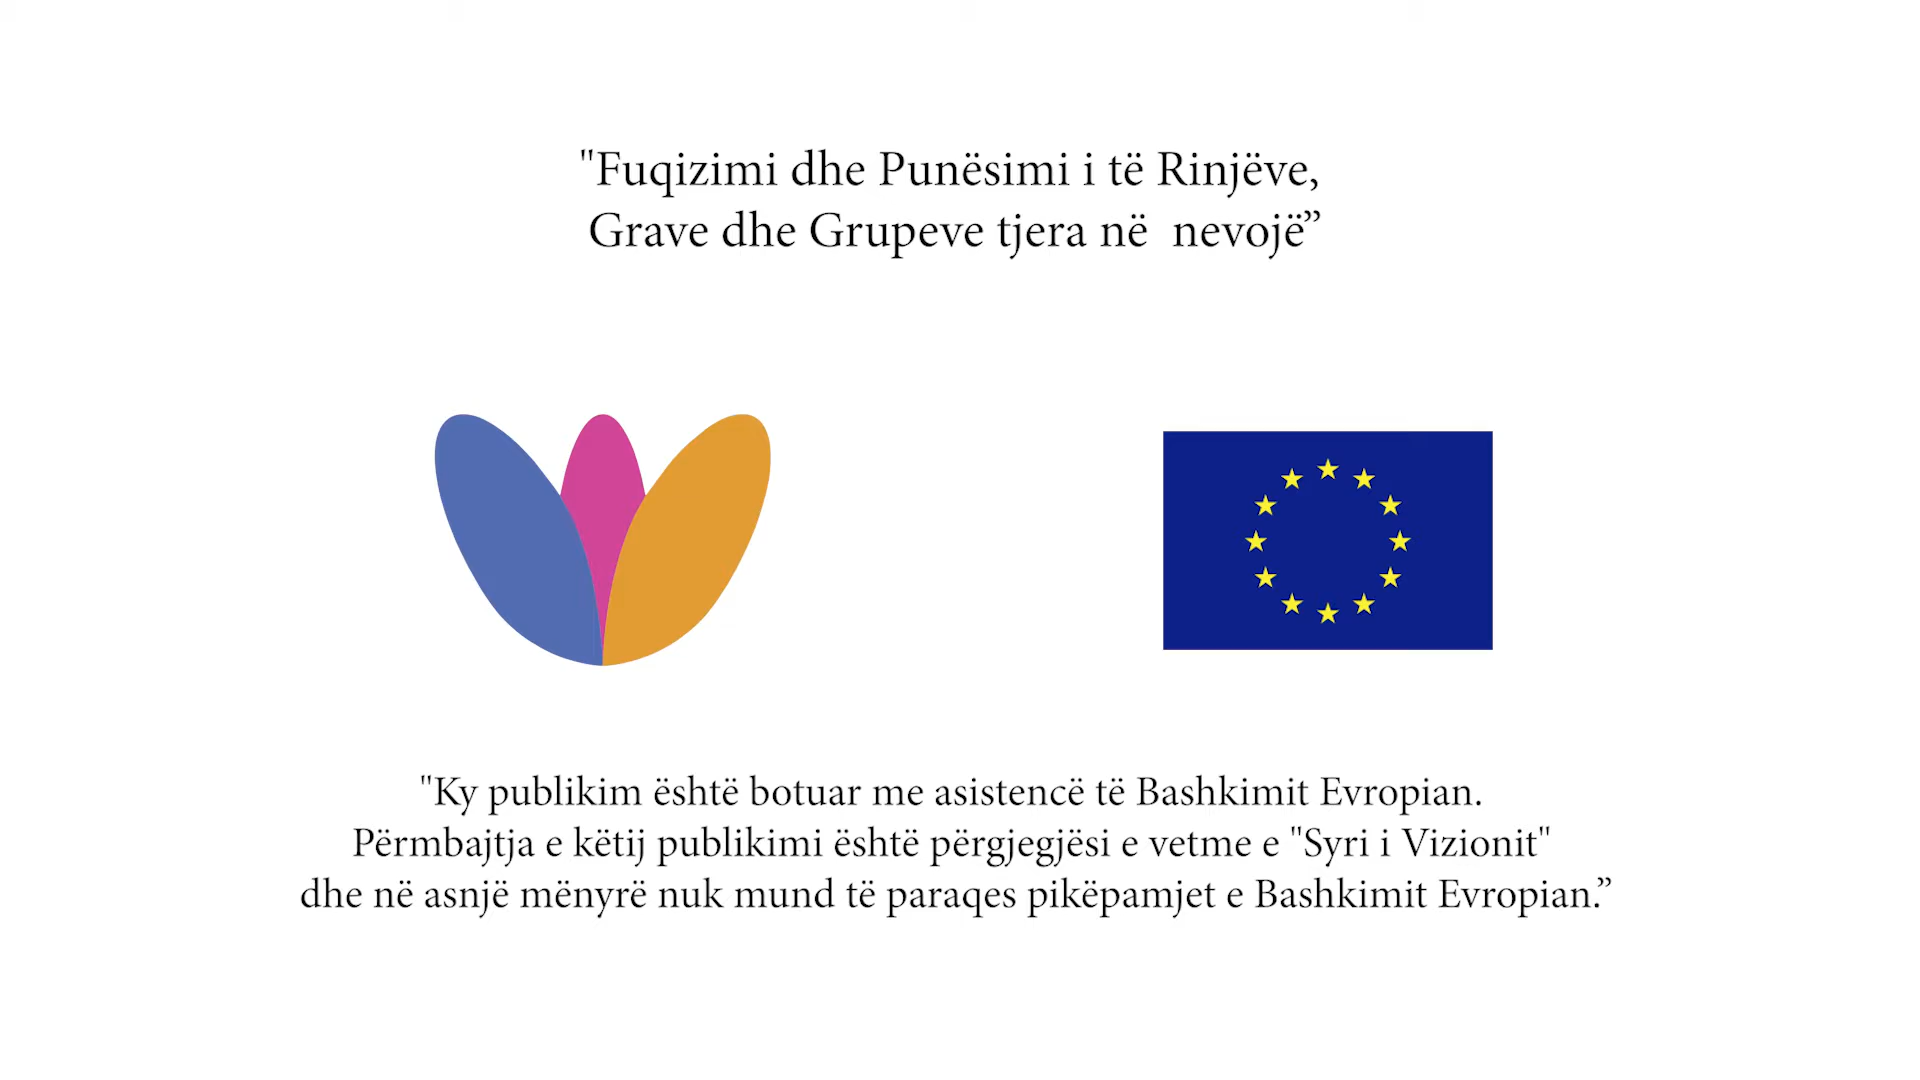 "Fuqizimi dhe Punësimi i të Rinjëve,
Grave dhe Grupeve tjera në  nevojë”
"Ky publikim është botuar me asistencë të Bashkimit Evropian.
Përmbajtja e këtij publikimi është përgjegjësi e vetme e "Syri i Vizionit"
dhe në asnjë mënyrë nuk mund të paraqes pikëpamjet e Bashkimit Evropian.”